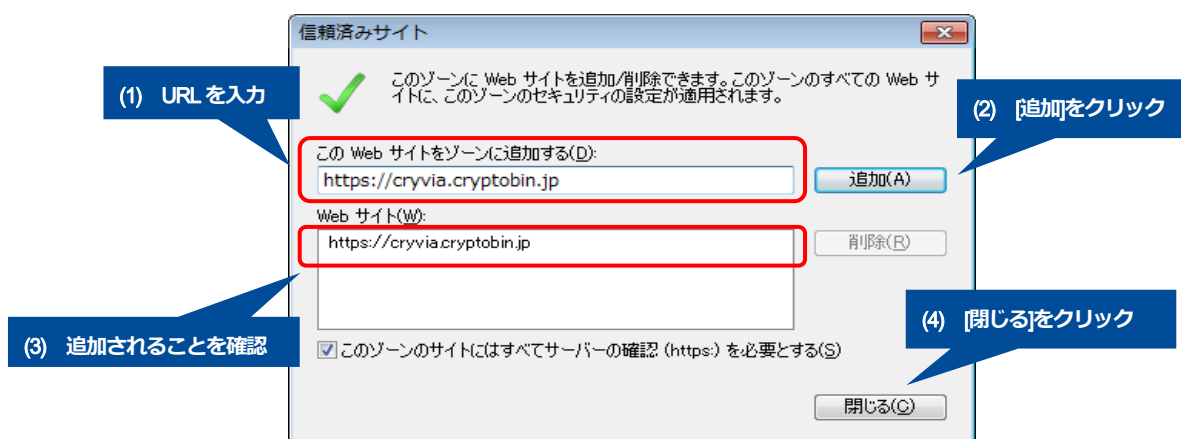 信頼済みサイト
(1) URLを入力
このゾーンに Web サイトを追加/削除できます。このゾーンのすべての Web サ
イトに、このゾーンのセキュリティの設定が適用されます。
(2) [追加]をクリック
この Web サイトをゾーンに追加する(D):
https://cryvia.cryptobin.jp
追加(A)
Web サイト(W):
https://cryvia.cryptobin.jp
削除(R)
(3) 追加されることを確認
(4) [閉じる]をクリック
このゾーンのサイトにはすべてサーバーの確認 (https:) を必要とする(S)
閉じる(C)